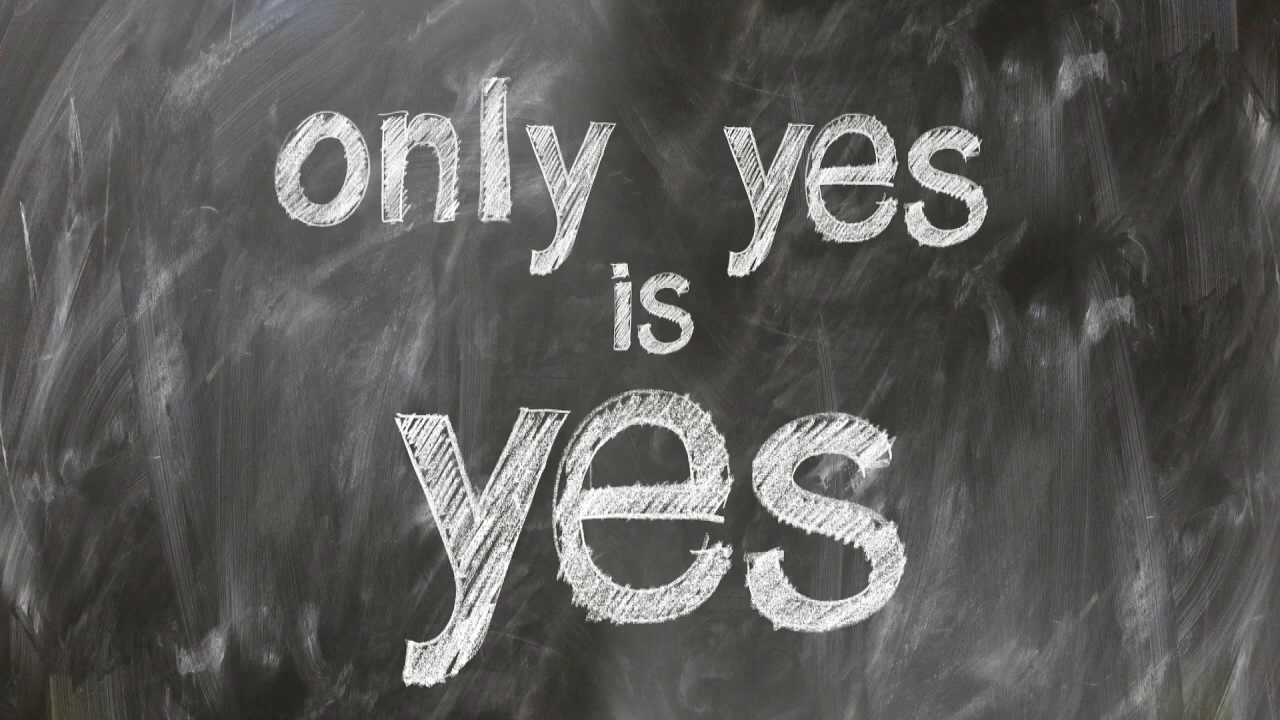 only yes
is
yes